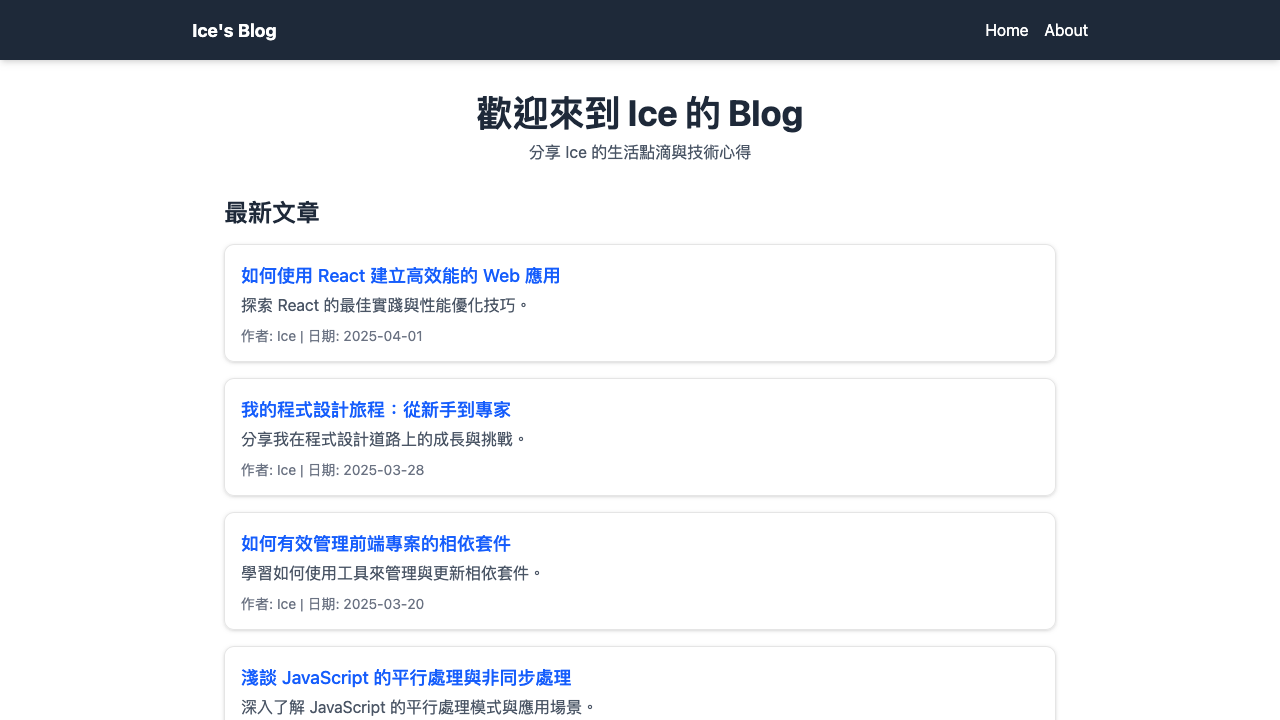 Ice's Blog
Home
About
歡迎來到 Ice 的 Blog
分享 Ice 的生活點滴與技術心得
最新文章
如何使用 React 建立高效能的 Web 應用
探索 React 的最佳實踐與性能優化技巧。
作者: Ice | 日期: 2025-04-01
我的程式設計旅程：從新手到專家
分享我在程式設計道路上的成長與挑戰。
作者: Ice | 日期: 2025-03-28
如何有效管理前端專案的相依套件
學習如何使用工具來管理與更新相依套件。
作者: Ice | 日期: 2025-03-20
淺談 JavaScript 的平行處理與非同步處理
深入了解 JavaScript 的平行處理模式與應用場景。